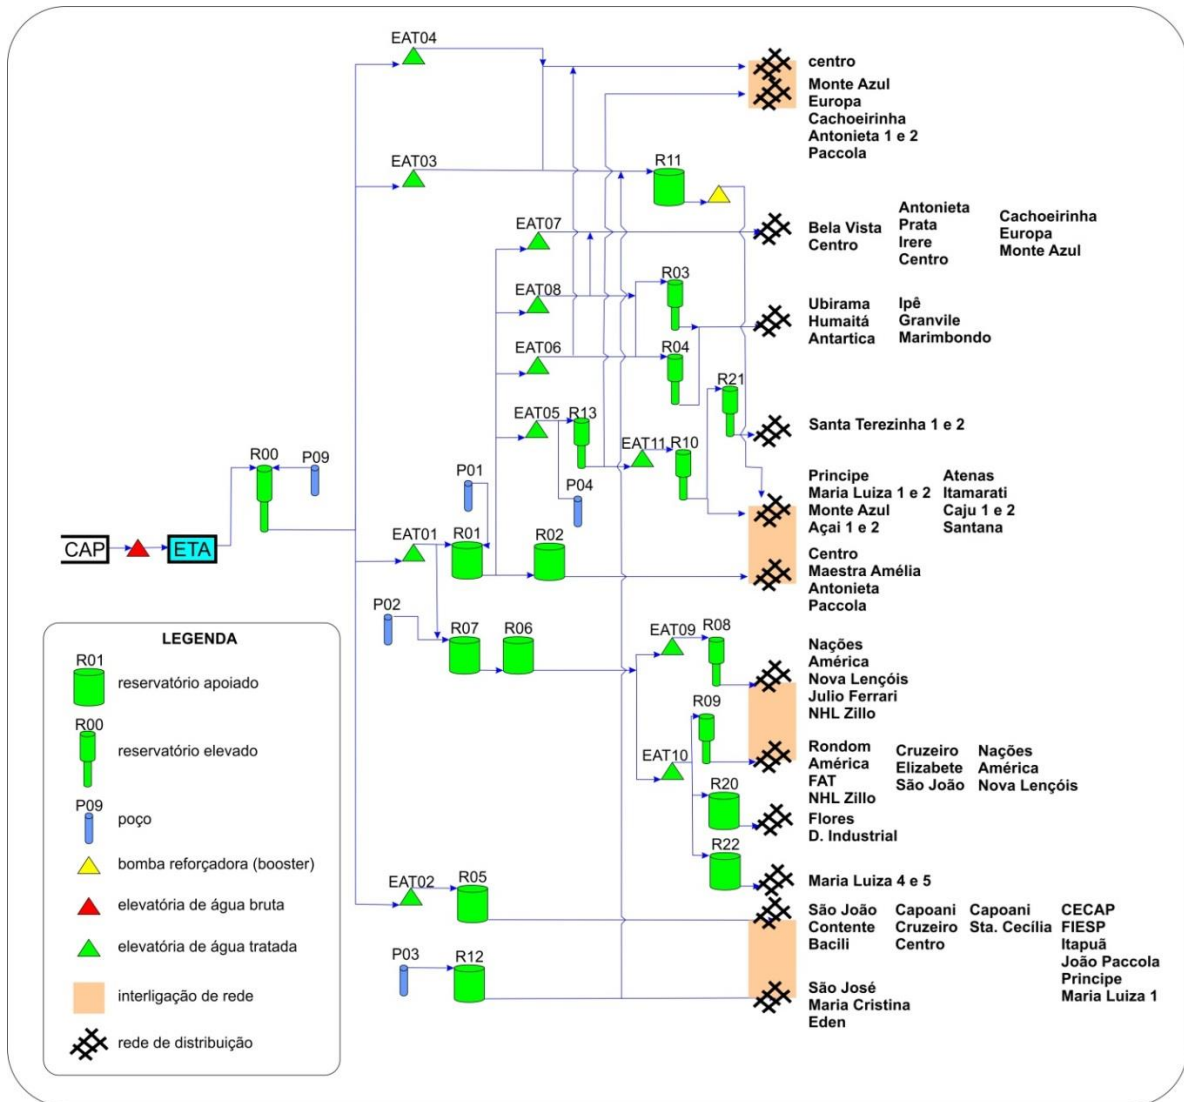 EAT04
centro
Monte Azul
Europa
Cachoeirinha
Antonieta 1 e 2
Paccola
EAT03
R11
EAT07
Bela Vista
Centro
Antonieta
Prata
Irere
Centro
Cachoeirinha
Europa
Monte Azul
EAT08
R03
Ubirama
Humaitá
Antartica
Ipê
Granvile
Marimbondo
EAT06
R04
R21
EAT05
R13
Santa Terezinha 1 e 2
EAT11
R10
R00
P09
P01
P04
Principe
Maria Luiza 1 e 2
Monte Azul
Açai 1 e 2
Atenas
Itamarati
Caju 1 e 2
Santana
CAP
ETA
EAT01
R01
R02
Centro
Maestra Amélia
Antonieta
Paccola
P02
R07
R06
EAT09
R08
Nações
América
Nova Lençóis
Julio Ferrari
NHL Zillo
R09
EAT10
Rondom
América
FAT
NHL Zillo
Cruzeiro
Elizabete
São João
Nações
América
Nova Lençóis
R20
Flores
D. Industrial
R22
Maria Luiza 4 e 5
EAT02
R05
São João
Contente
Bacili
Capoani
Cruzeiro
Centro
Capoani
Sta. Cecília
CECAP
FIESP
Itapuã
João Paccola
Principe
Maria Luiza 1
P03
R12
São José
Maria Cristina
Eden
LEGENDA
R01
reservatório apoiado
R00
reservatório elevado
P09
poço
bomba reforçadora (booster)
elevatória de água bruta
elevatória de água tratada
interligação de rede
rede de distribuição